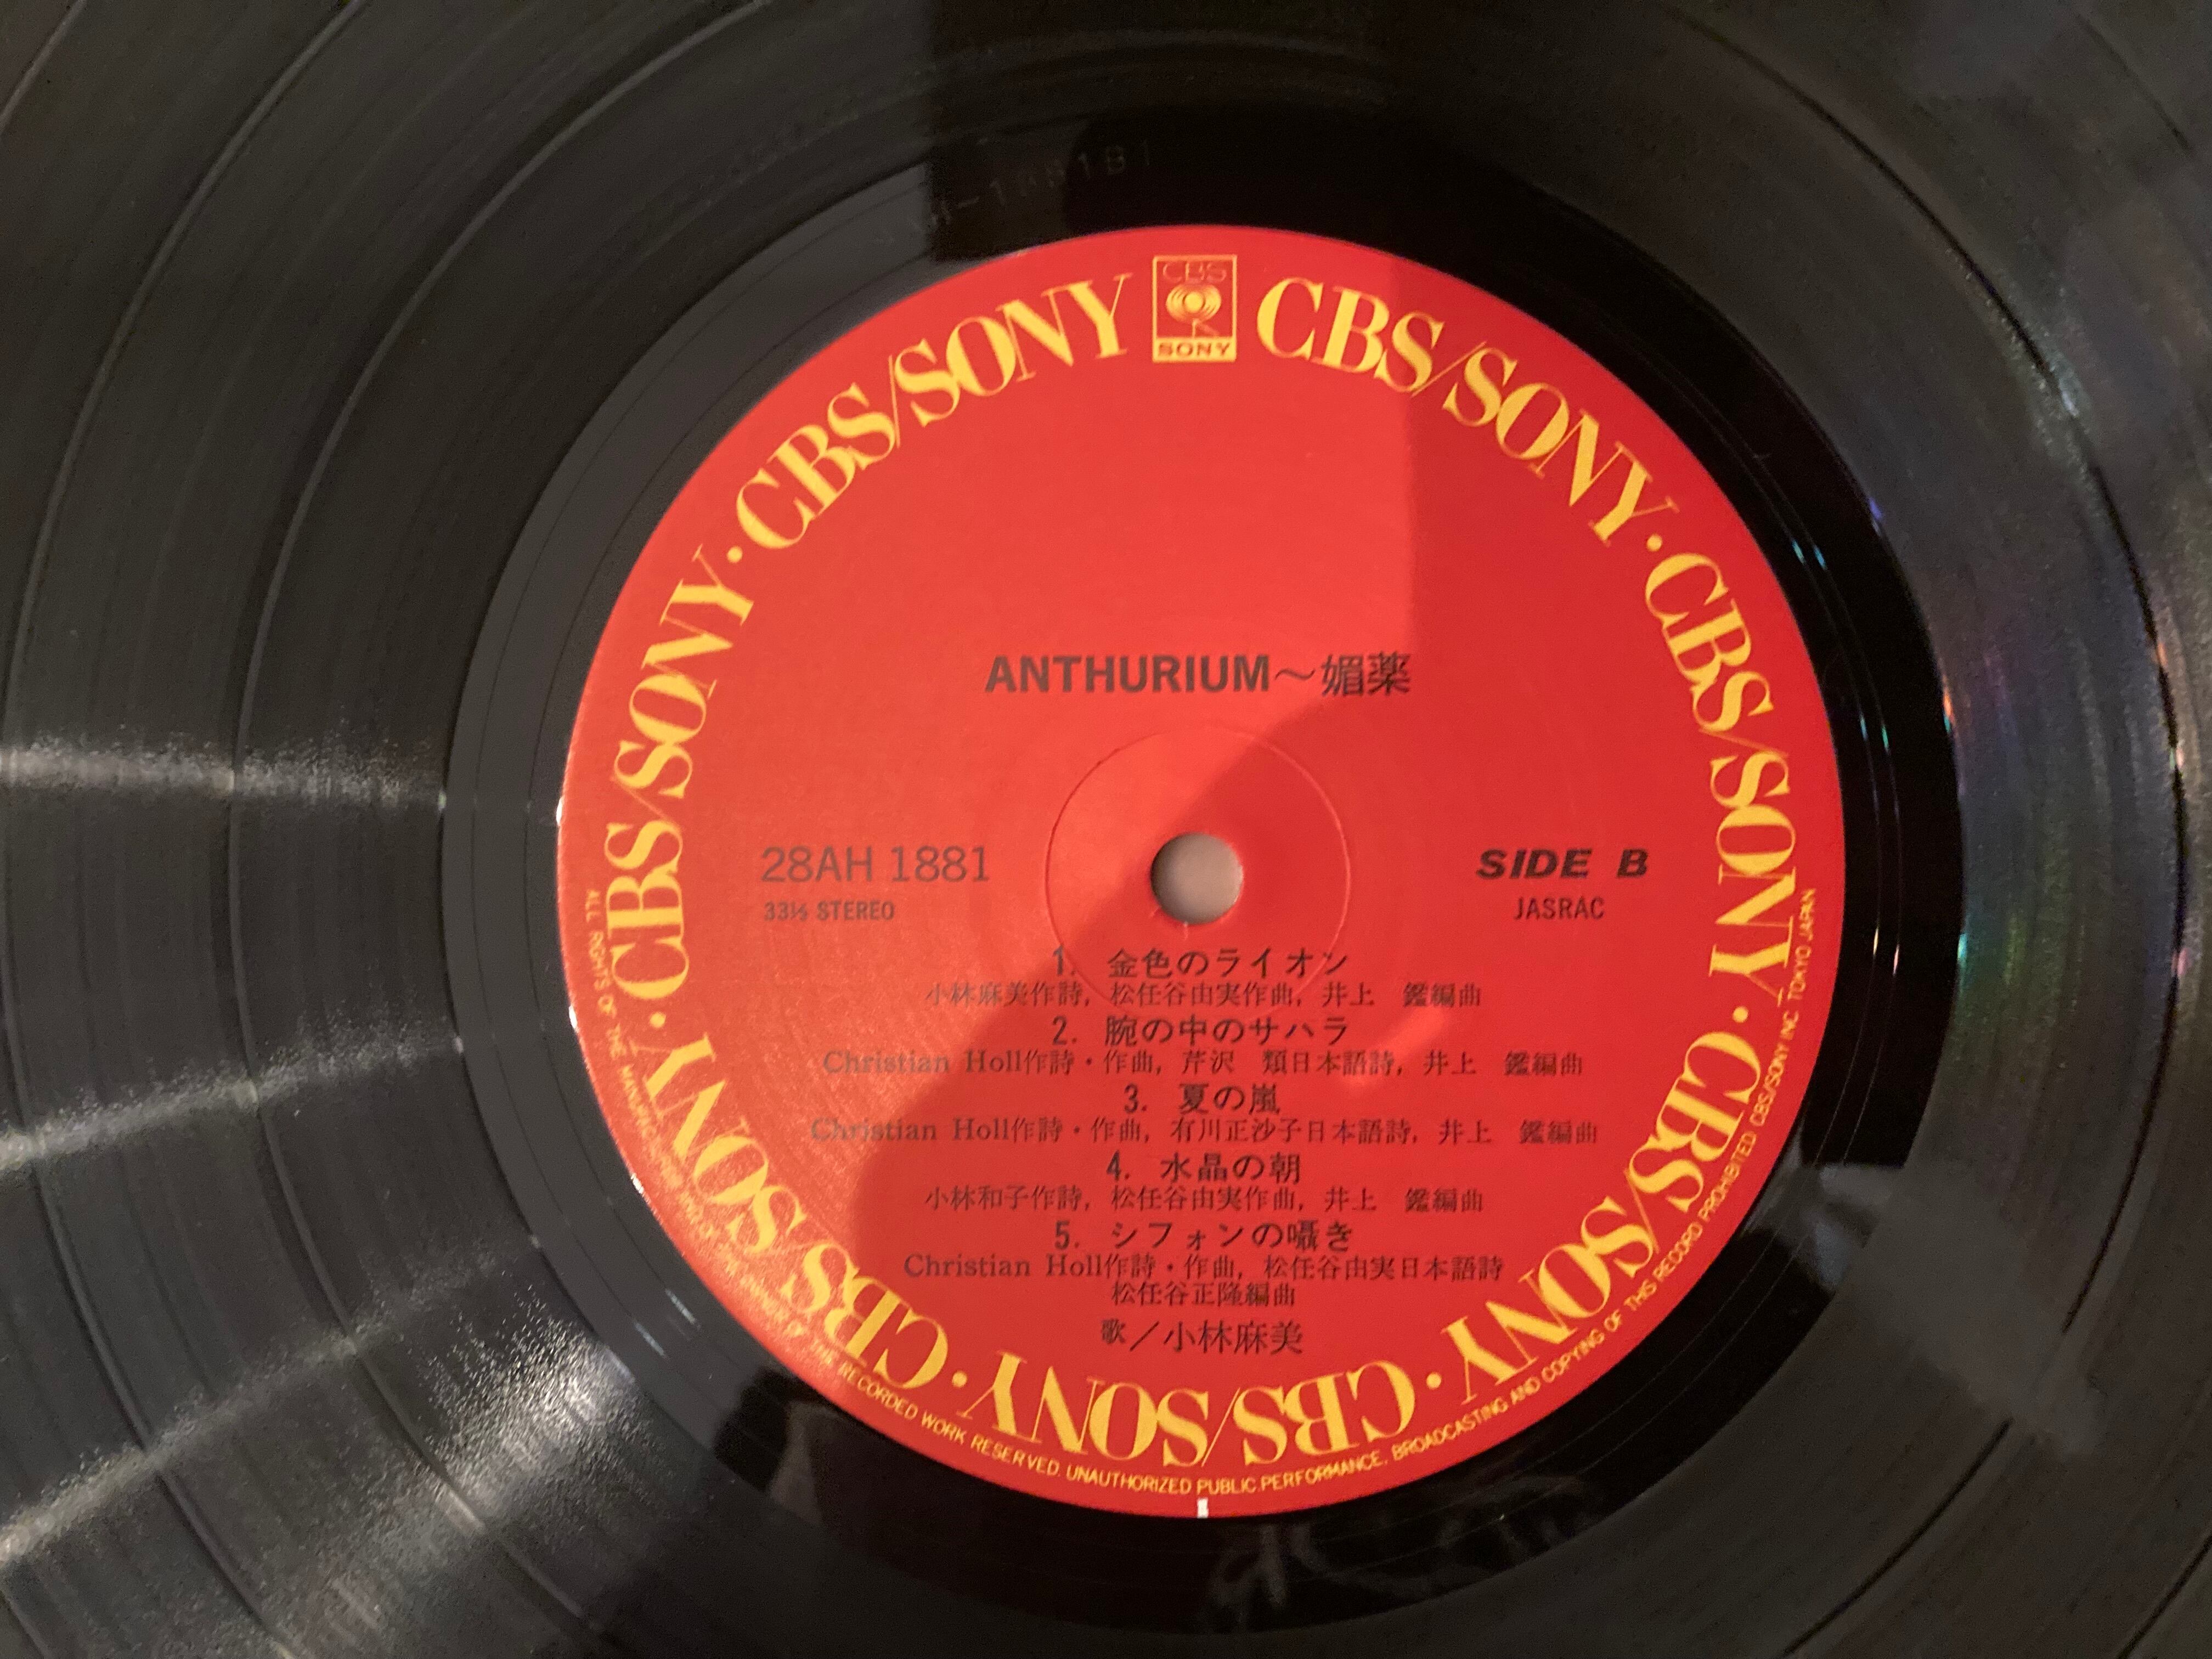 CBS
SONY
CBS/SONY・CBS/SONY・CBS/SONY・CBS/SONY・CBS/SONY・CBS/SONY・CBS/SONY・CBS/SONY
ANTHURIUM～媚薬
28AH 1881
33⅓ STEREO
SIDE B
JASRAC
1. 金色のライオン
小林麻美作詩, 松任谷由実作曲, 井上　鑑編曲
2. 腕の中のサハラ
Christian Holl作詩・作曲, 芹沢　類日本語詩, 井上　鑑編曲
3. 夏の嵐
Christian Holl作詩・作曲, 有川正沙子日本語詩, 井上　鑑編曲
4. 水晶の朝
小林和子作詩, 松任谷由実作曲, 井上　鑑編曲
5. シフォンの囁き
Christian Holl作詩・作曲, 松任谷由実日本語詩
松任谷正隆編曲
歌／小林麻美
ALL RIGHTS OF THE RECORDED WORK RESERVED. UNAUTHORIZED PUBLIC PERFORMANCE, BROADCASTING AND COPYING OF THIS RECORD PROHIBITED CBS/SONY INC. TOKYO JAPAN